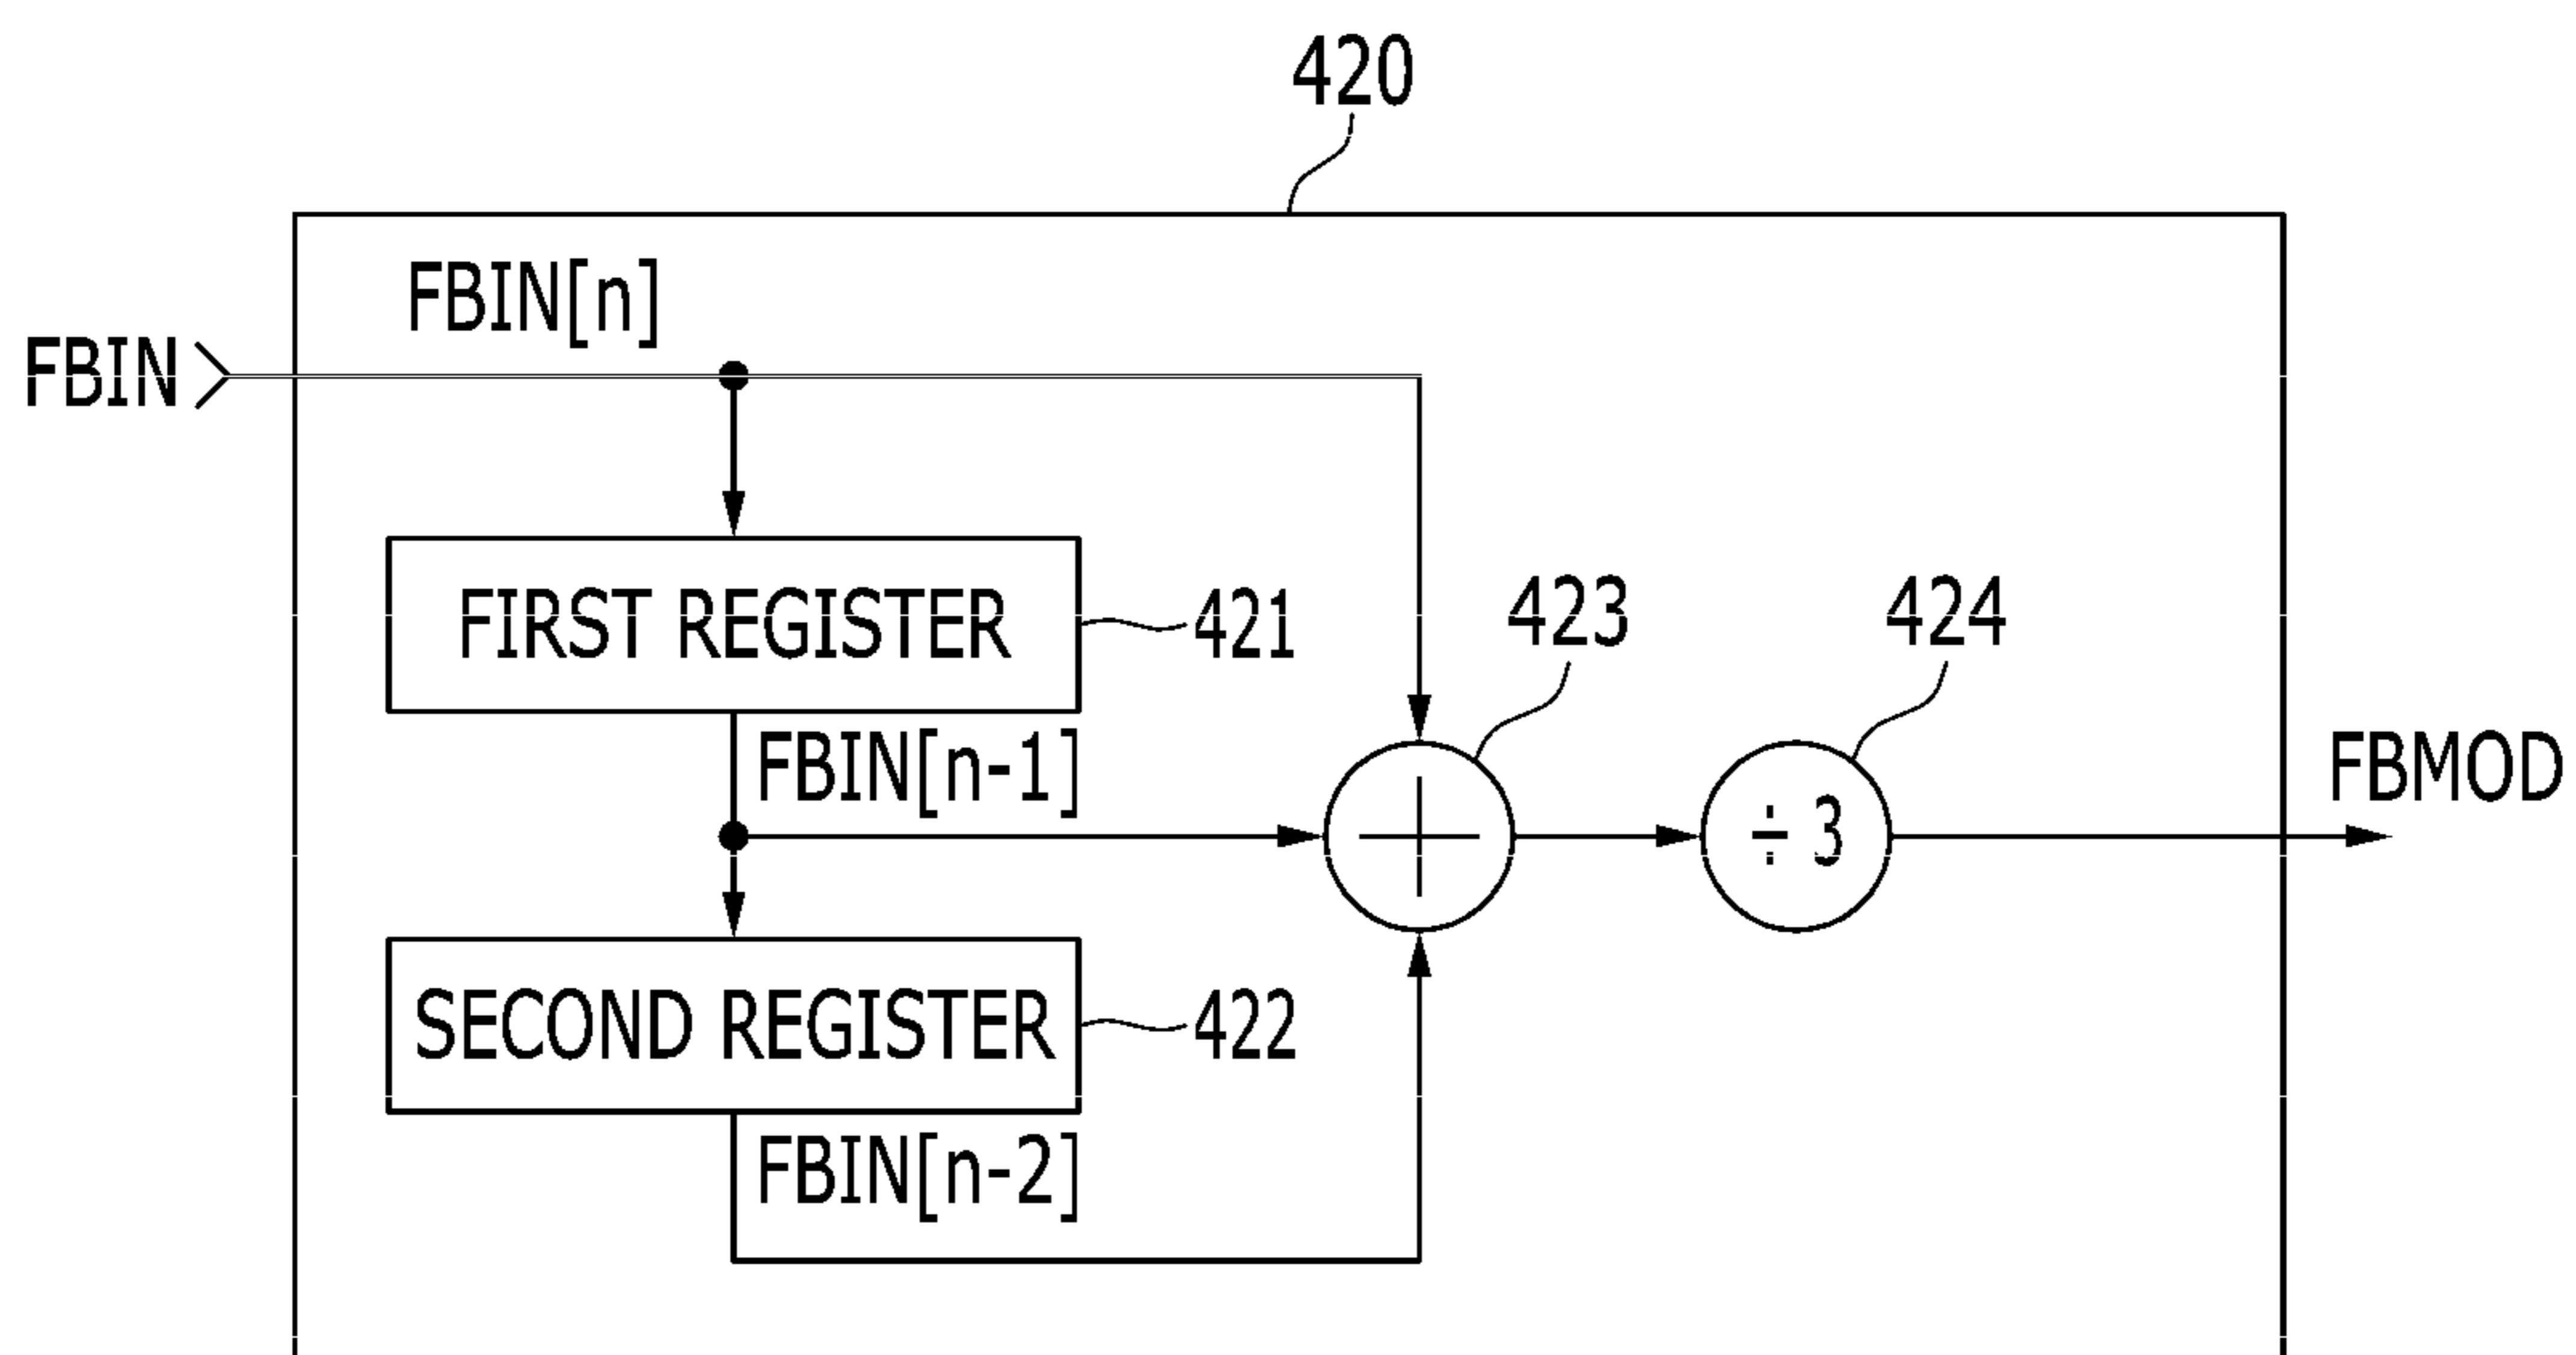 420
FBIN[n]
FBIN
FIRST REGISTER
421
423
424
FBIN[n-1]
FBMOD
÷ 3
SECOND REGISTER
422
FBIN[n-2]